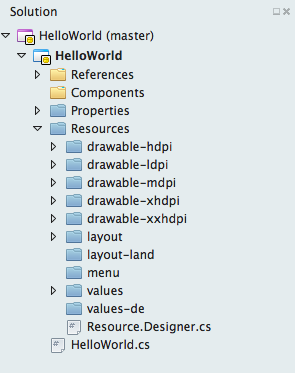 Solution
HelloWorld (master)
HelloWorld
References
Components
Properties
Resources
drawable-hdpi
drawable-ldpi
drawable-mdpi
drawable-xhdpi
drawable-xxhdpi
layout
layout-land
menu
values
values-de
Resource.Designer.cs
HelloWorld.cs